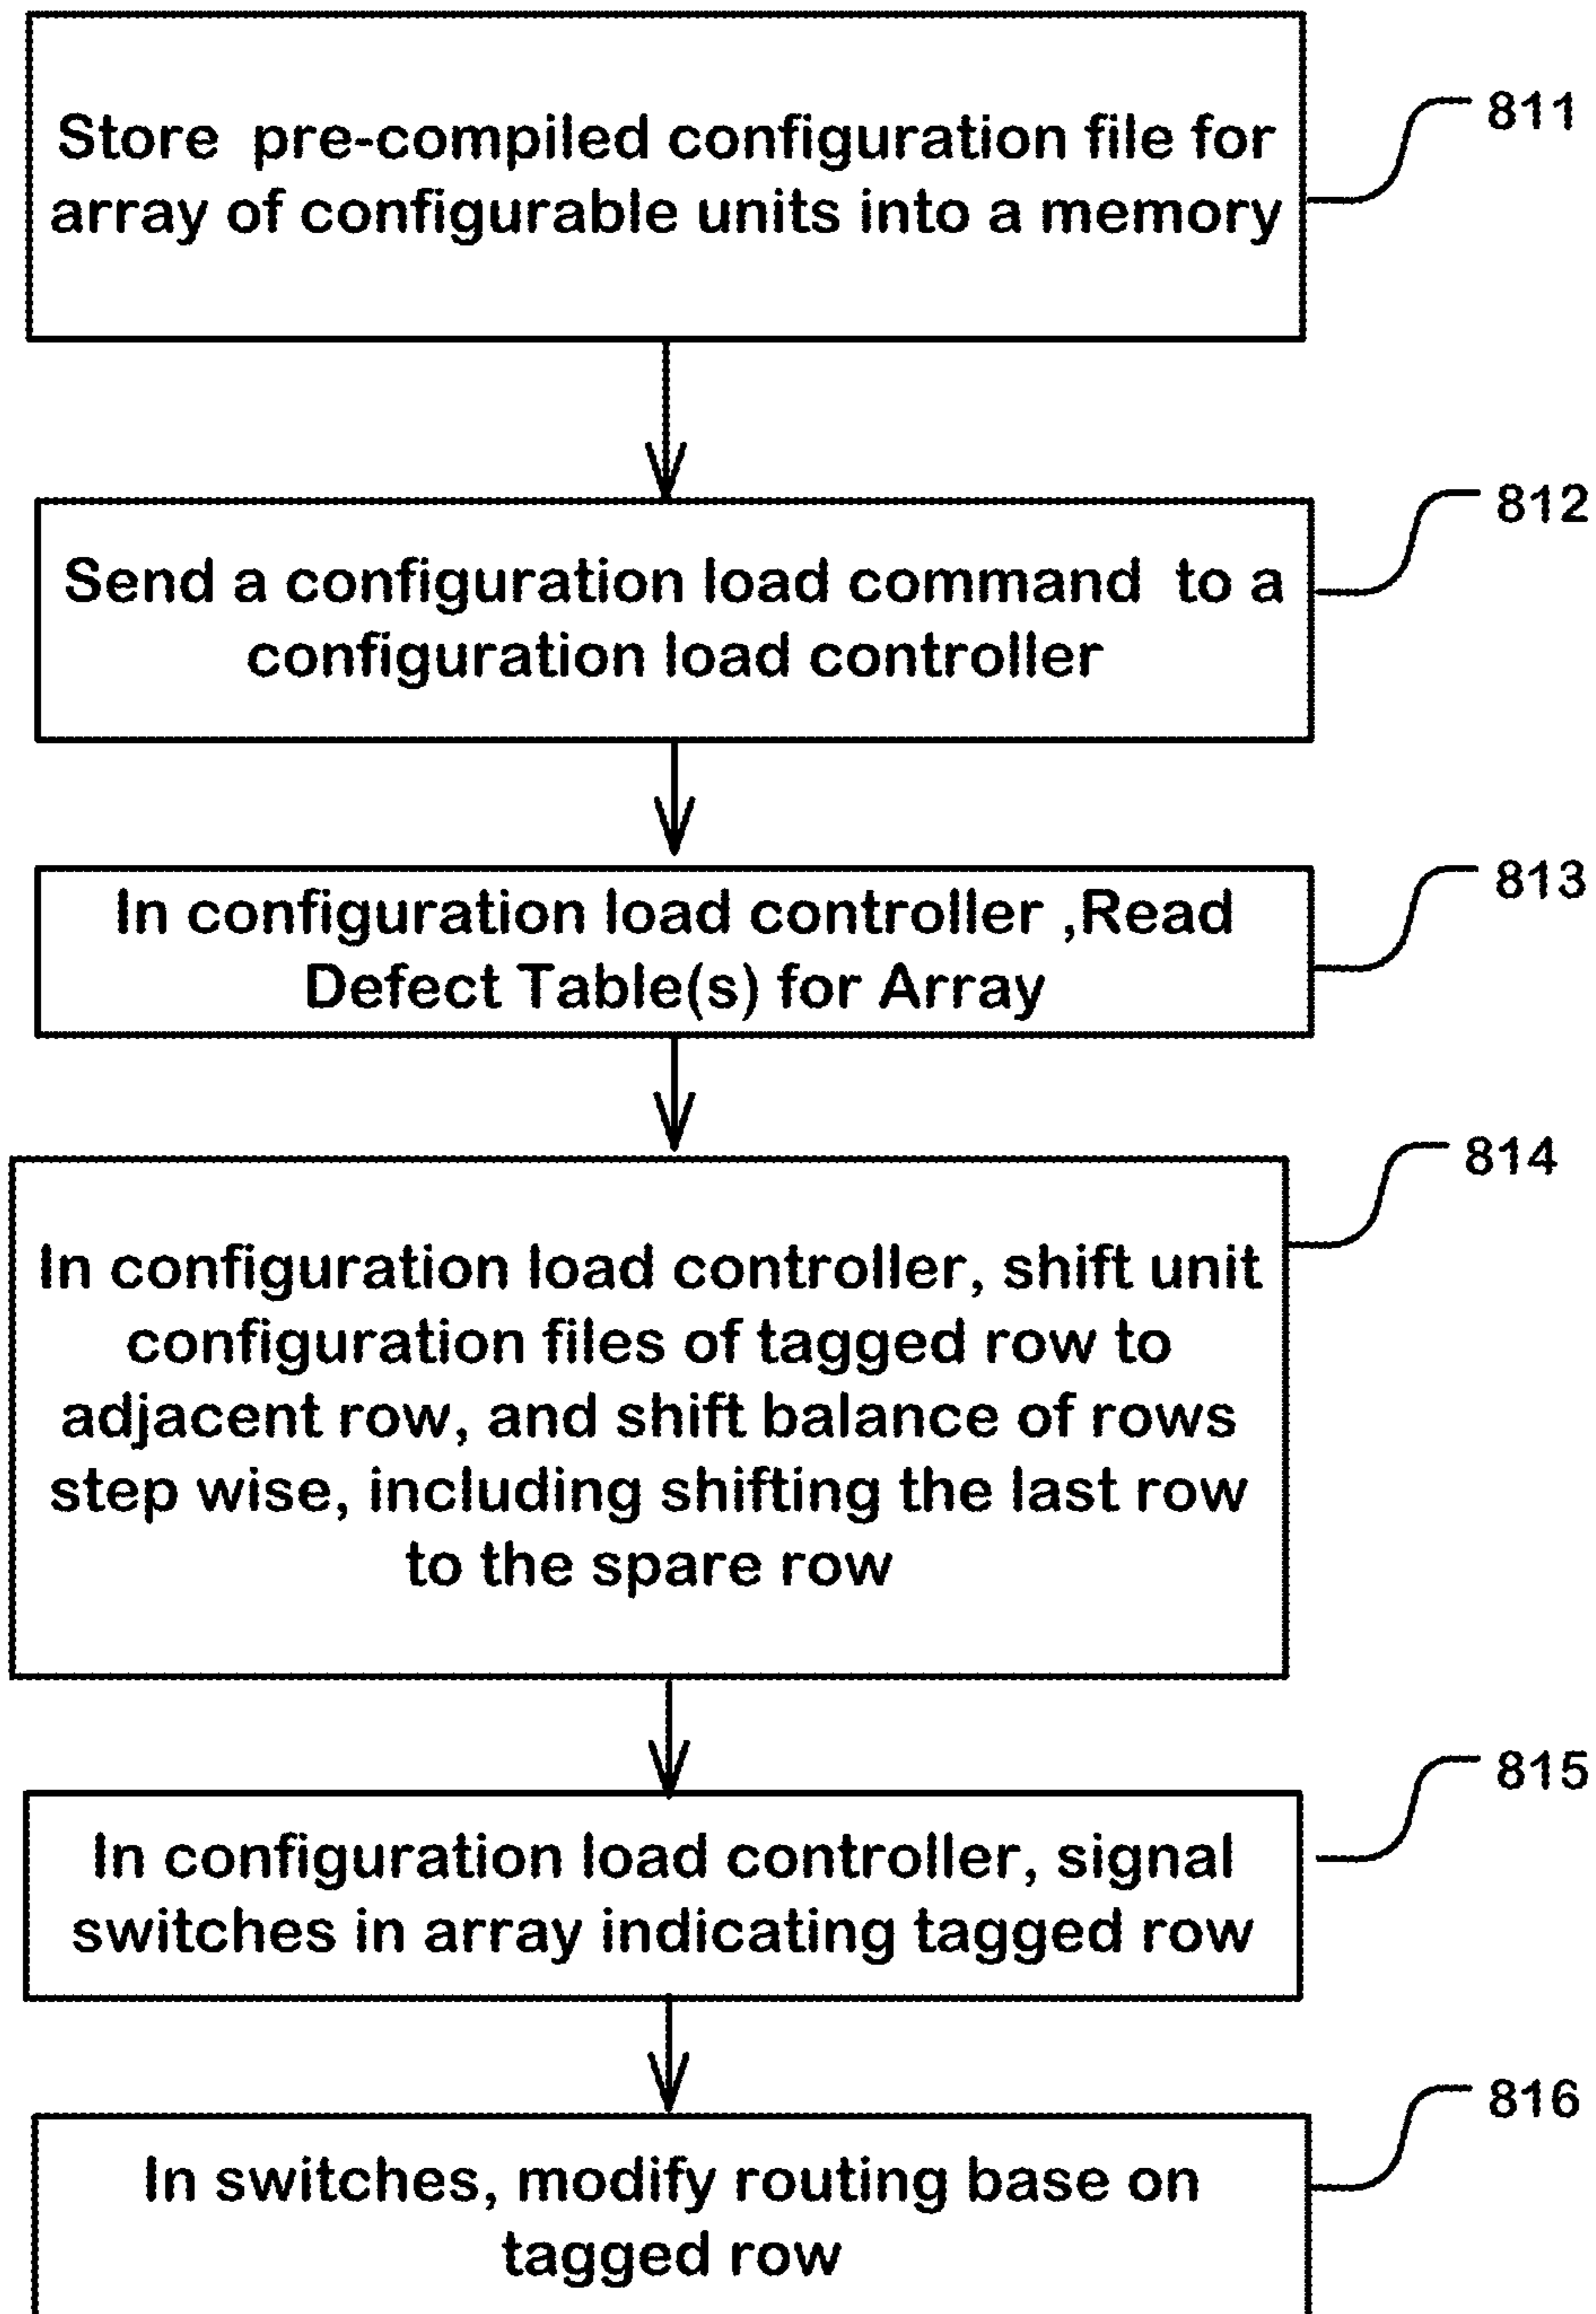 Store pre-compiled configuration file for
array of configurable units into a memory
811
Send a configuration load command to a
configuration load controller
812
In configuration load controller ,Read
Defect Table(s) for Array
813
In configuration load controller, shift unit
configuration files of tagged row to
adjacent row, and shift balance of rows
step wise, including shifting the last row
to the spare row
814
In configuration load controller, signal
switches in array indicating tagged row
815
In switches, modify routing base on
tagged row
816